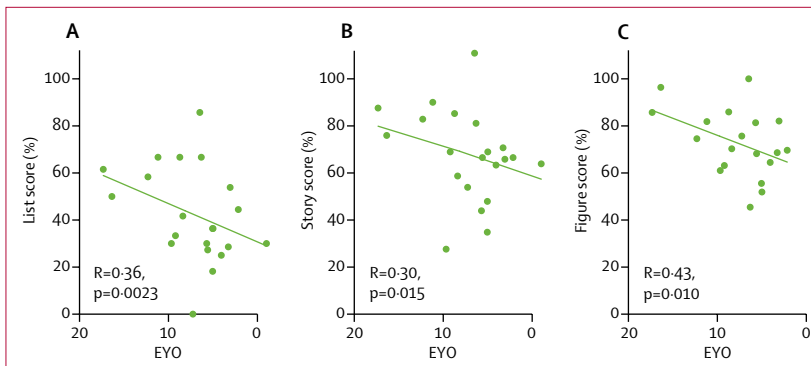 A
List score (%)
100
80
60
40
20
0
R=0·36,
p=0·0023
20
10
0
EYO
B
Story score (%)
100
80
60
40
20
0
R=0·30,
p=0·015
20
10
0
EYO
C
Figure score (%)
100
80
60
40
20
0
R=0·43,
p=0·010
20
10
0
EYO